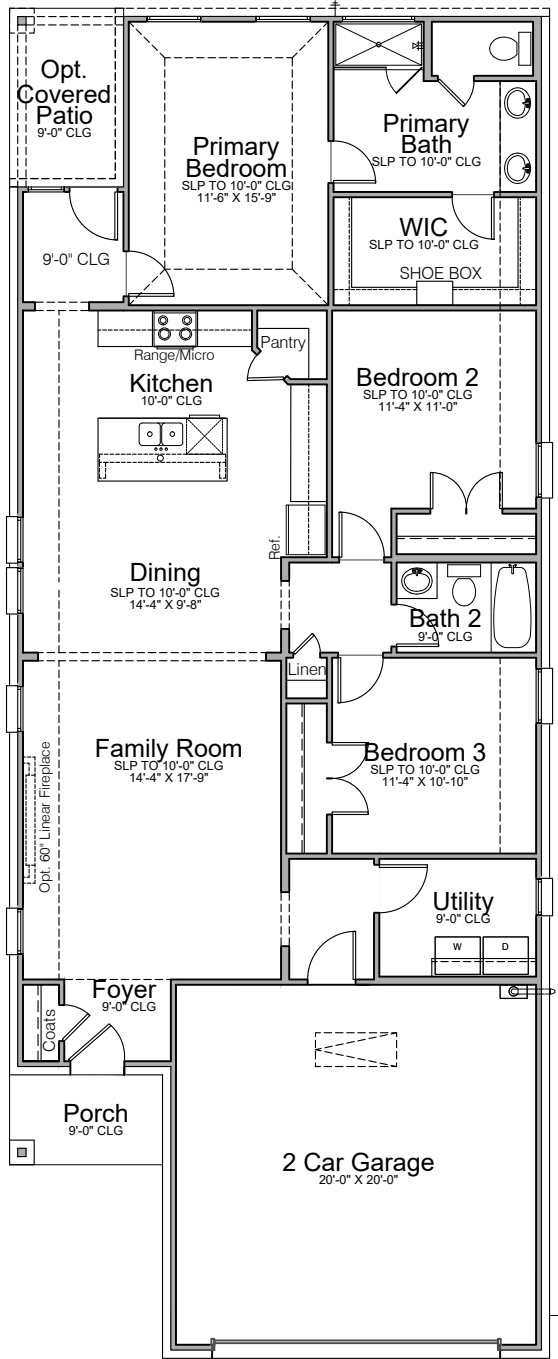 Opt.
Covered
Patio
9'-0" CLG
Primary
Bedroom
SLP TO 10'-0" CLG
11'-6" X 15'-9"
Primary
Bath
SLP TO 10'-0" CLG
9'-0" CLG
WIC
SLP TO 10'-0" CLG
SHOE BOX
Range/Micro
Pantry
Kitchen
10'-0" CLG
Bedroom 2
SLP TO 10'-0" CLG
11'-4" X 11'-0"
Ref.
Dining
SLP TO 10'-0" CLG
14'-4" X 9'-8"
Bath 2
9'-0" CLG
Linen
Family Room
SLP TO 10'-0" CLG
14'-4" X 17'-9"
Opt. 60" Linear Fireplace
Bedroom 3
SLP TO 10'-0" CLG
11'-4" X 10'-10"
Utility
9'-0" CLG
W
D
Foyer
9'-0" CLG
Coats
Porch
9'-0" CLG
2 Car Garage
20'-0" X 20'-0"